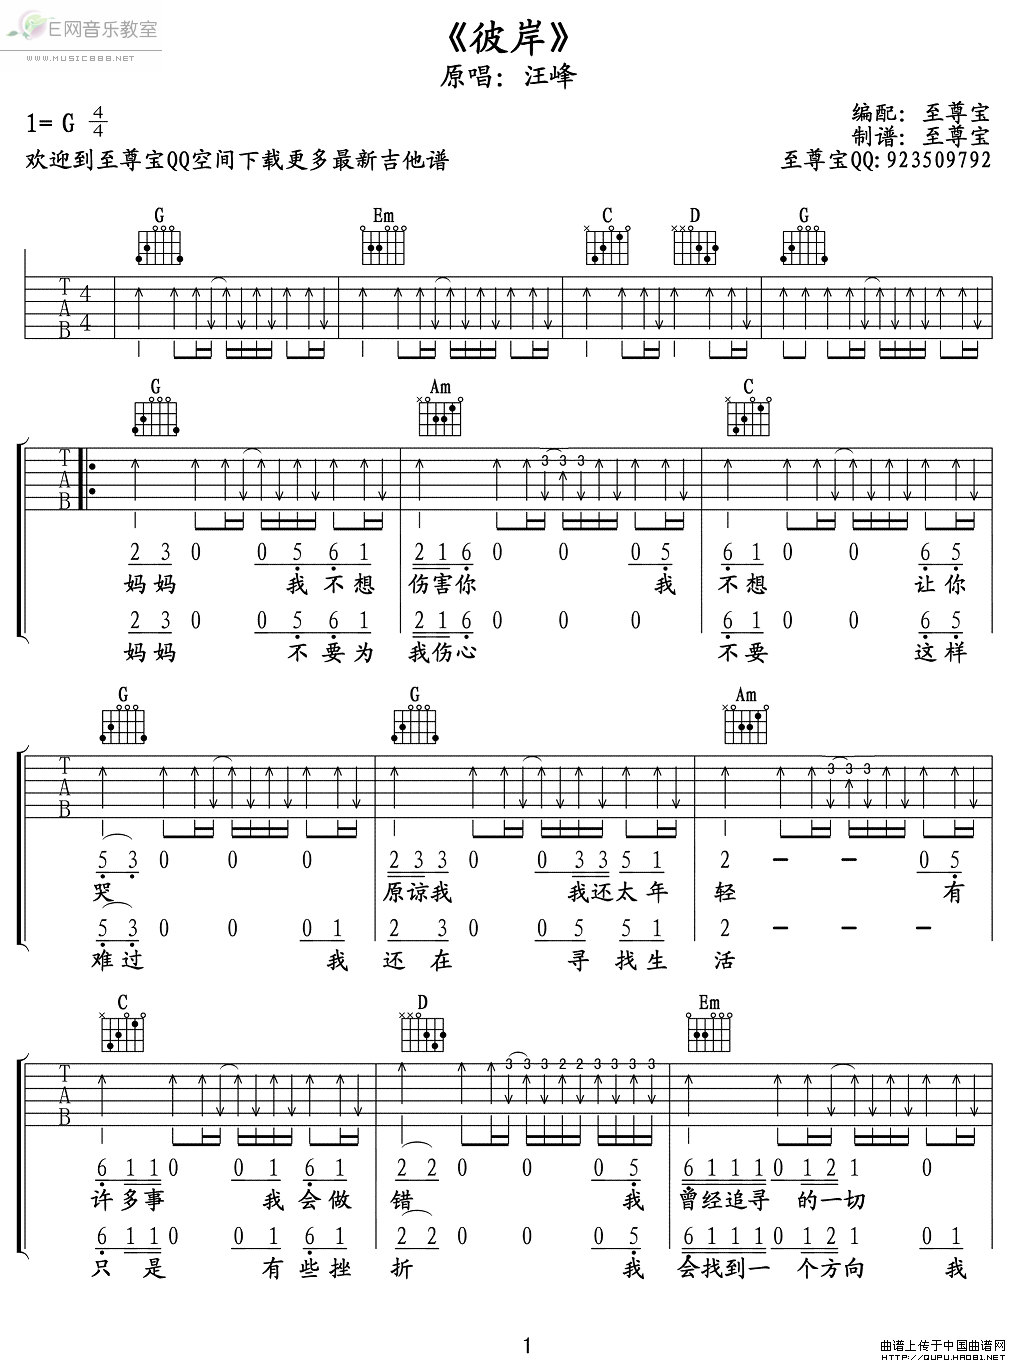 E网音乐教室
WWW.MUSIC888.NET
《彼岸》
原唱：汪峰
1= G 4/4
编配：至尊宝
制谱：至尊宝
欢迎到至尊宝QQ空间下载更多最新吉他谱
至尊宝QQ:923509792
G Em C D G
T A B 4 4
G Am C
T A B 3 3 3
2 3 0 0 5 6 1 2 1 6 0 0 0 5 6 1 0 0 6 5
妈妈 我不想 伤害你 我 不想 让你
2 3 0 0 5 6 1 2 1 6 0 0 0 6 1 0 0 6 5
妈妈 不要为 我伤心 不要 这样
G G Am
T A B 3 3 3
5 3 0 0 0 2 3 3 0 0 3 3 5 1 2 － － 0 5
哭 原谅我 我还太年 轻 有
5 3 0 0 0 1 2 3 0 0 5 5 1 2 － － －
难过 我 还在 寻找生 活
C D Em
T A B 3 3 3 2 2 3 3 3 3
6 1 1 0 0 1 6 1 2 2 0 0 0 5 6 1 1 1 0 1 2 1 0
许多事 我会做 错 我 曾经追寻 的一切
6 1 1 0 0 1 6 1 2 2 0 0 0 5 6 1 1 1 0 1 2 1 0 1
只是 有些挫 折 我 会找到一 个方向 我
1
曲谱上传于中国曲谱网
HTTP://QUPU.HAO81.NET